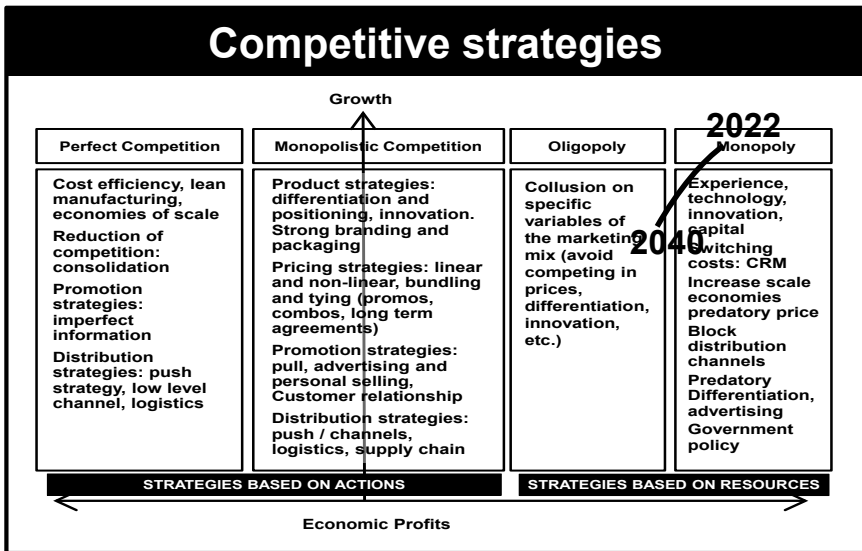 Competitive strategies
Growth
2022
Perfect Competition
Monopolistic Competition
Oligopoly
Monopoly
Cost efficiency, lean
manufacturing,
economies of scale
Reduction of
competition:
consolidation
Promotion
strategies:
imperfect
information
Distribution
strategies: push
strategy, low level
channel, logistics
Product strategies:
differentiation and
positioning, innovation.
Strong branding and
packaging
Pricing strategies: linear
and non-linear, bundling
and tying (promos,
combos, long term
agreements)
Promotion strategies:
pull, advertising and
personal selling,
Customer relationship
Distribution strategies:
push / channels,
logistics, supply chain
Collusion on
specific
variables of
the marketing
mix (avoid
competing in
prices,
differentiation,
innovation,
etc.)
2040
Experience,
technology,
innovation,
capital
Switching
costs: CRM
Increase scale
economies
predatory price
Block
distribution
channels
Predatory
Differentiation,
advertising
Government
policy
STRATEGIES BASED ON ACTIONS
STRATEGIES BASED ON RESOURCES
Economic Profits